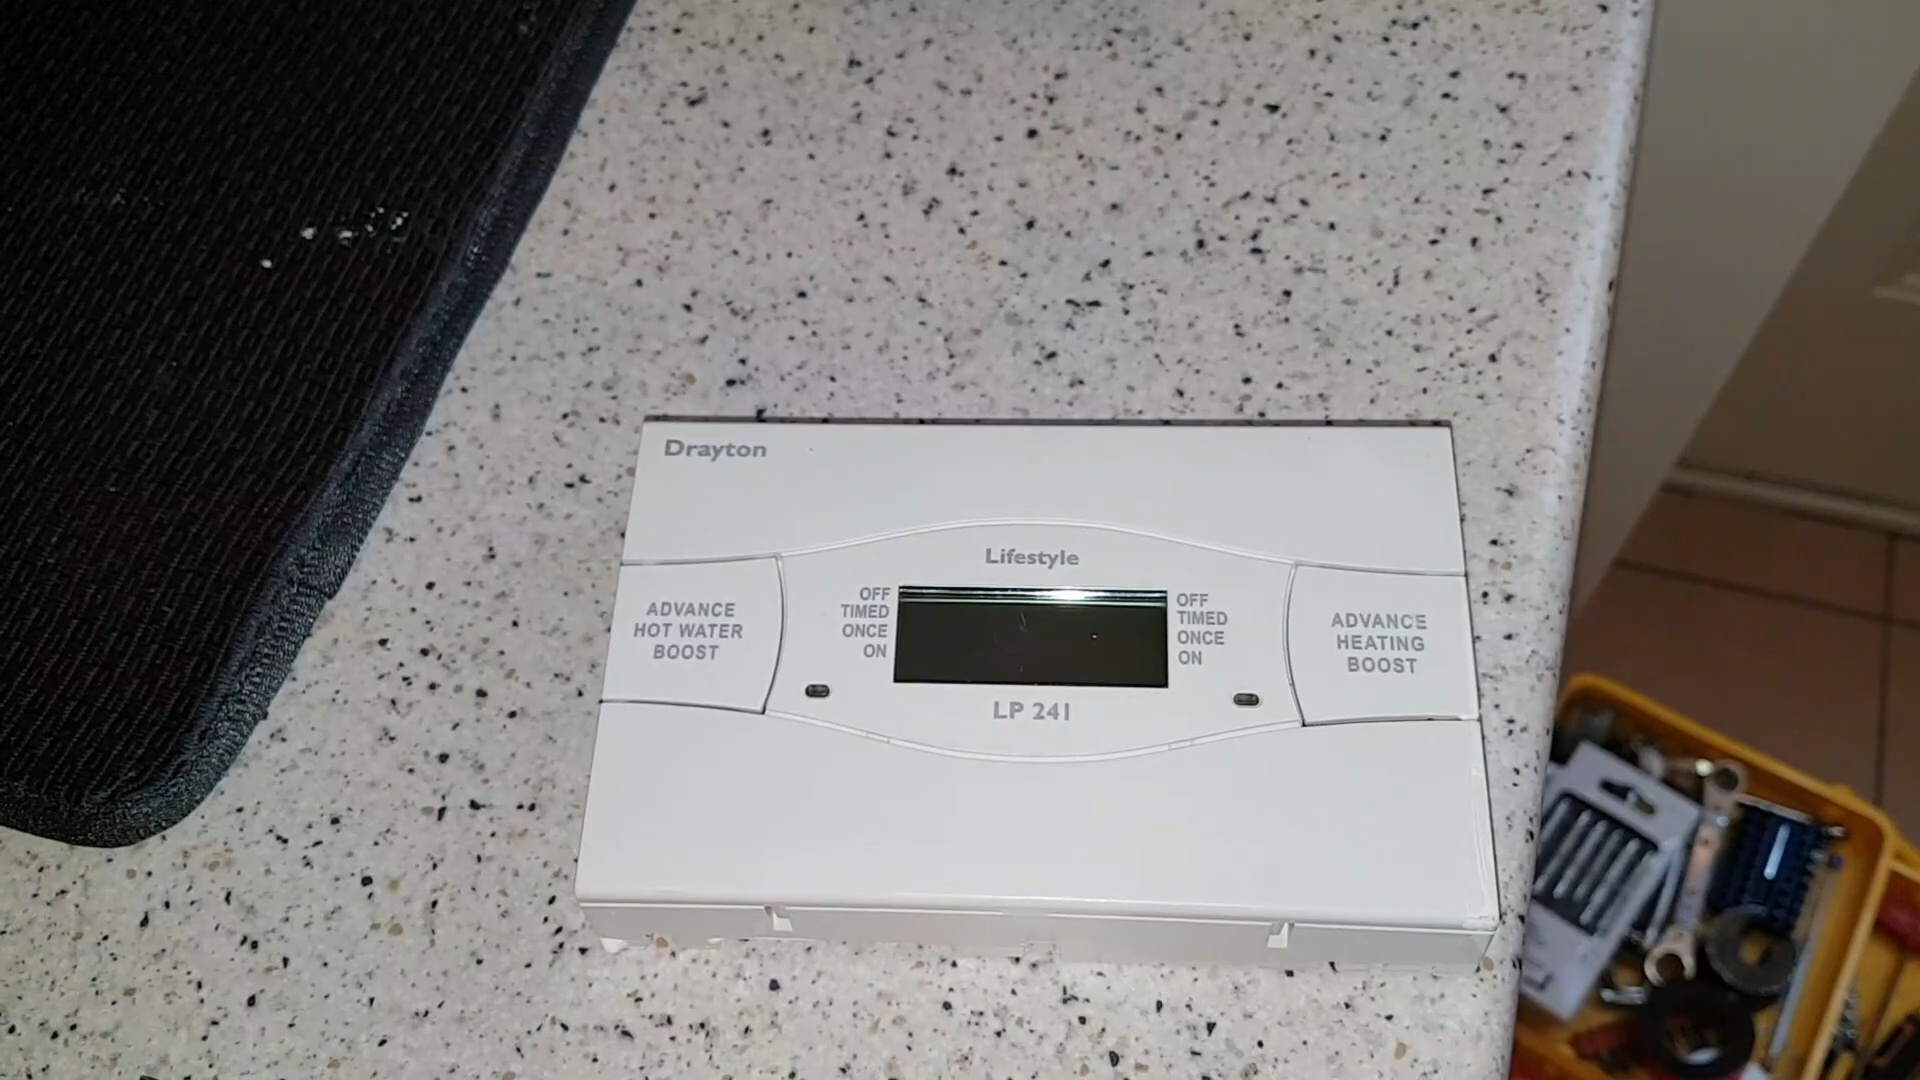 Drayton
Lifestyle
OFF
TIMED
ONCE
ON
OFF
TIMED
ONCE
ON
ADVANCE
HOT WATER
BOOST
ADVANCE
HEATING
BOOST
LP 241